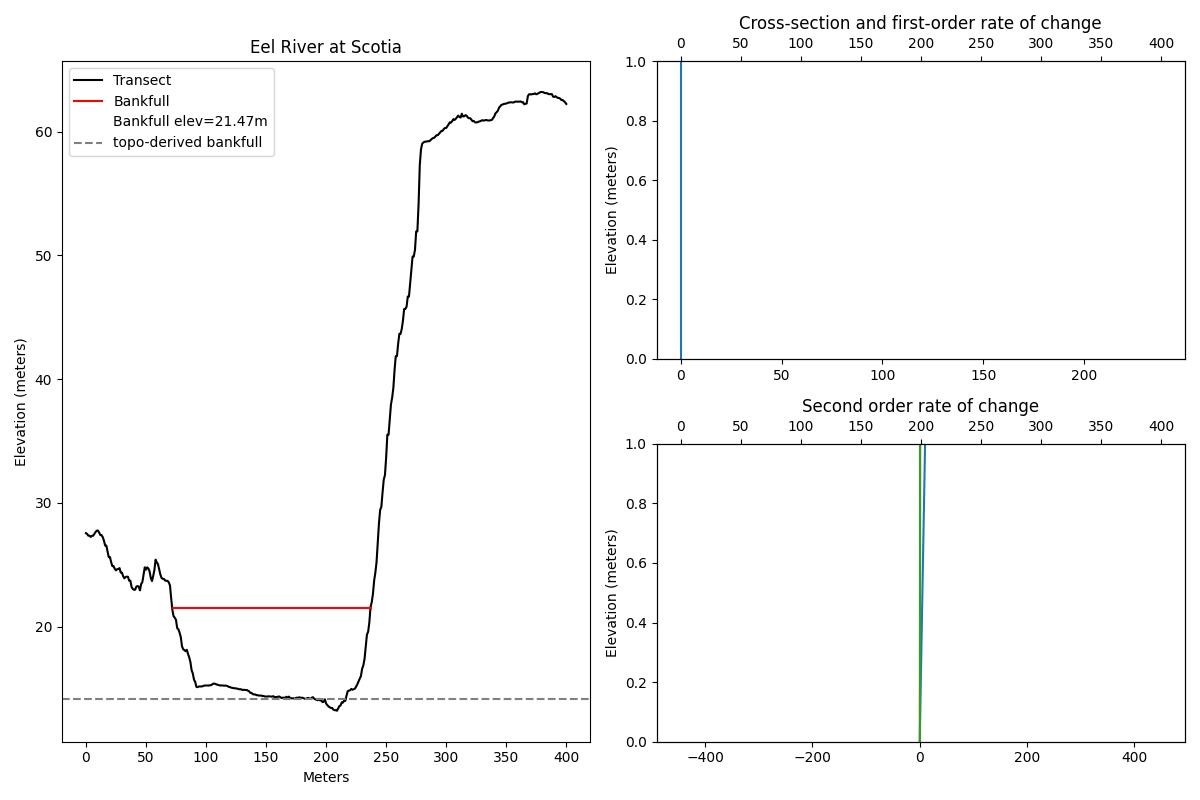 Eel River at Scotia
Transect
Bankfull
Bankfull elev=21.47m
topo-derived bankfull
Elevation (meters)
60
50
40
30
20
0 50 100 150 200 250 300 350 400
Meters
Cross-section and first-order rate of change
0 50 100 150 200 250 300 350 400
Elevation (meters)
1.0
0.8
0.6
0.4
0.2
0.0
0 50 100 150 200
Second order rate of change
0 50 100 150 200 250 300 350 400
Elevation (meters)
1.0
0.8
0.6
0.4
0.2
0.0
−400 −200 0 200 400